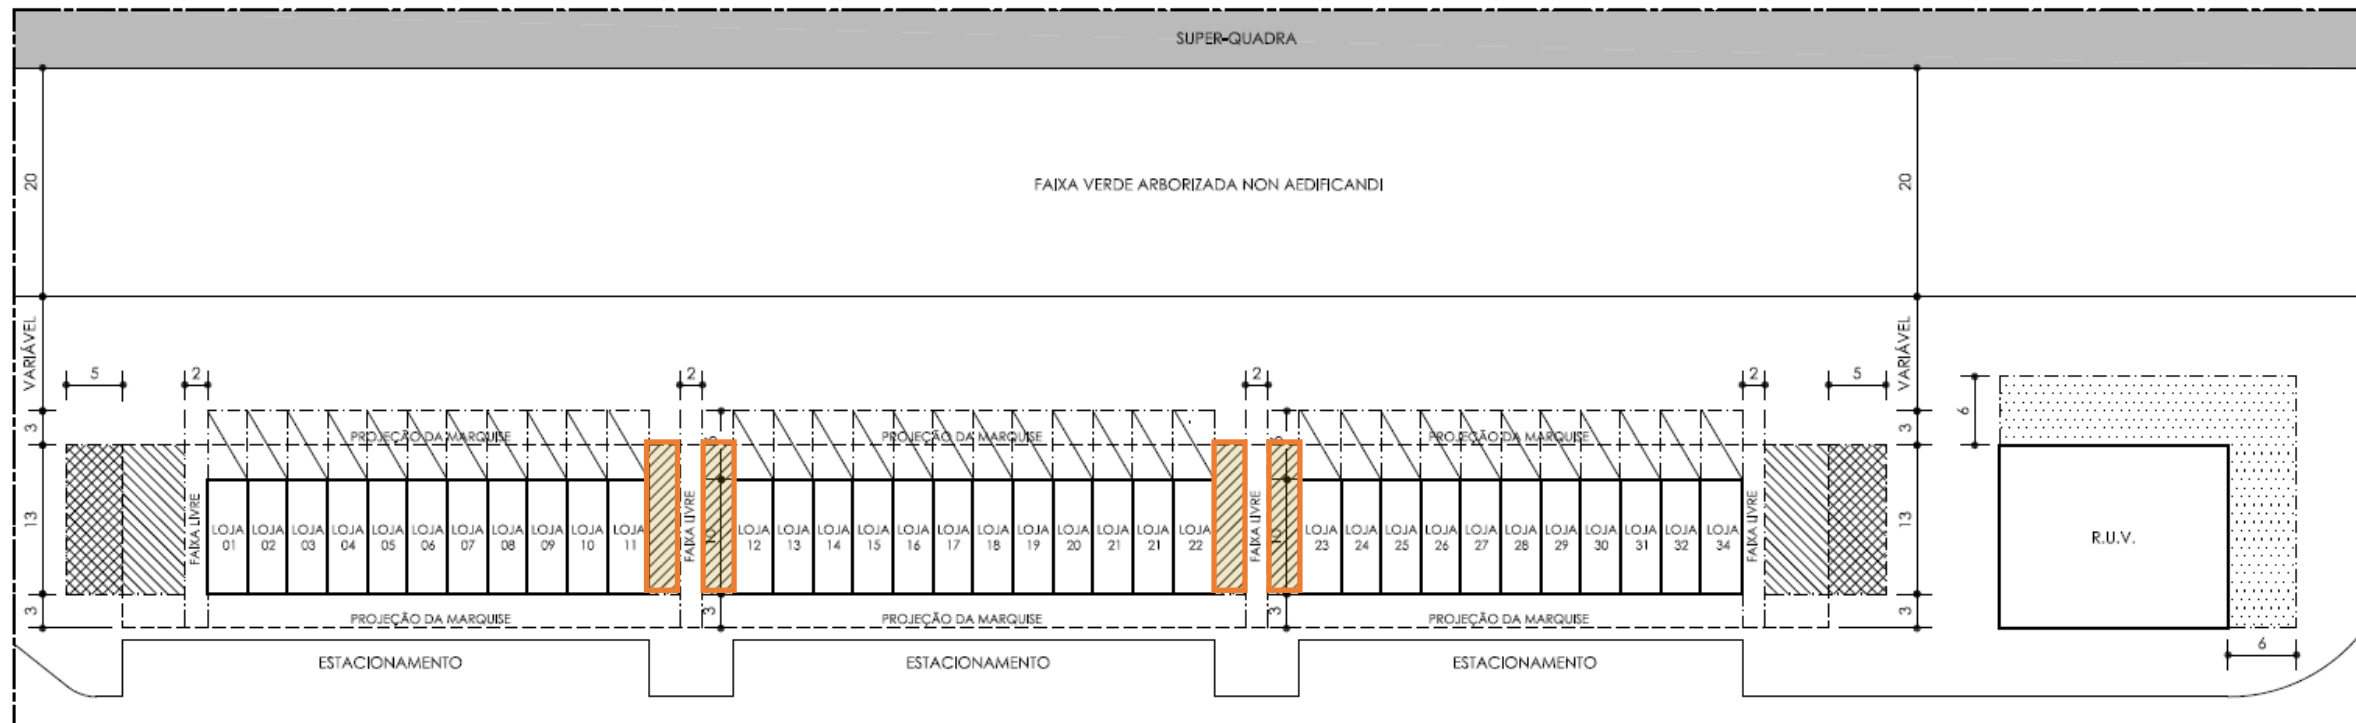 SUPER-QUADRA
20
FAIXA VERDE ARBORIZADA NON AEDIFICANDI
20
VARIÁVEL
VARIÁVEL
5
2
2
2
2
5
6
3
PROJEÇÃO DA MARQUISE
PROJEÇÃO DA MARQUISE
PROJEÇÃO DA MARQUISE
3
13
FAIXA LIVRE
LOJA 01
LOJA 02
LOJA 03
LOJA 04
LOJA 05
LOJA 06
LOJA 07
LOJA 08
LOJA 09
LOJA 10
LOJA 11
FAIXA LIVRE
LOJA 12
LOJA 13
LOJA 14
LOJA 15
LOJA 16
LOJA 17
LOJA 18
LOJA 19
LOJA 20
LOJA 21
LOJA 21
LOJA 22
FAIXA LIVRE
LOJA 23
LOJA 24
LOJA 25
LOJA 26
LOJA 27
LOJA 28
LOJA 29
LOJA 30
LOJA 31
LOJA 32
LOJA 34
FAIXA LIVRE
13
R.U.V.
3
PROJEÇÃO DA MARQUISE
3
PROJEÇÃO DA MARQUISE
3
PROJEÇÃO DA MARQUISE
3
6
ESTACIONAMENTO
ESTACIONAMENTO
ESTACIONAMENTO